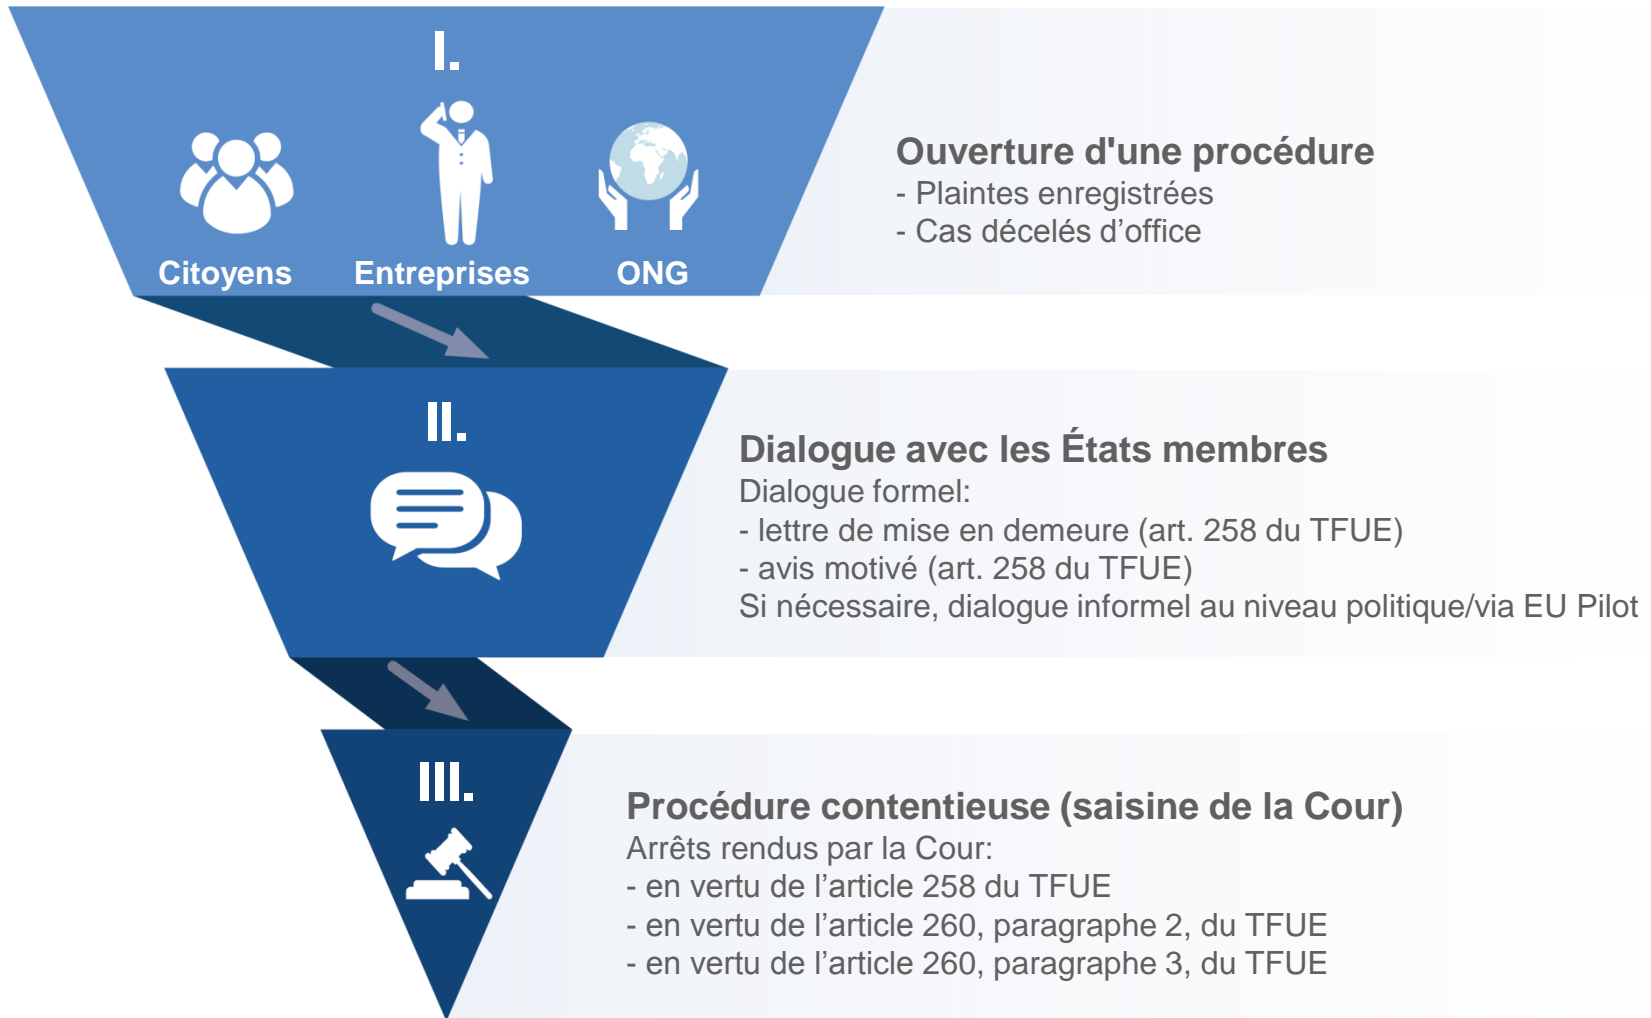 I.
Citoyens
Entreprises
ONG
Ouverture d'une procédure
- Plaintes enregistrées
- Cas décelés d’office
II.
Dialogue avec les États membres
Dialogue formel:
- lettre de mise en demeure (art. 258 du TFUE)
- avis motivé (art. 258 du TFUE)
Si nécessaire, dialogue informel au niveau politique/via EU Pilot
III.
Procédure contentieuse (saisine de la Cour)
Arrêts rendus par la Cour:
- en vertu de l’article 258 du TFUE
- en vertu de l’article 260, paragraphe 2, du TFUE
- en vertu de l’article 260, paragraphe 3, du TFUE